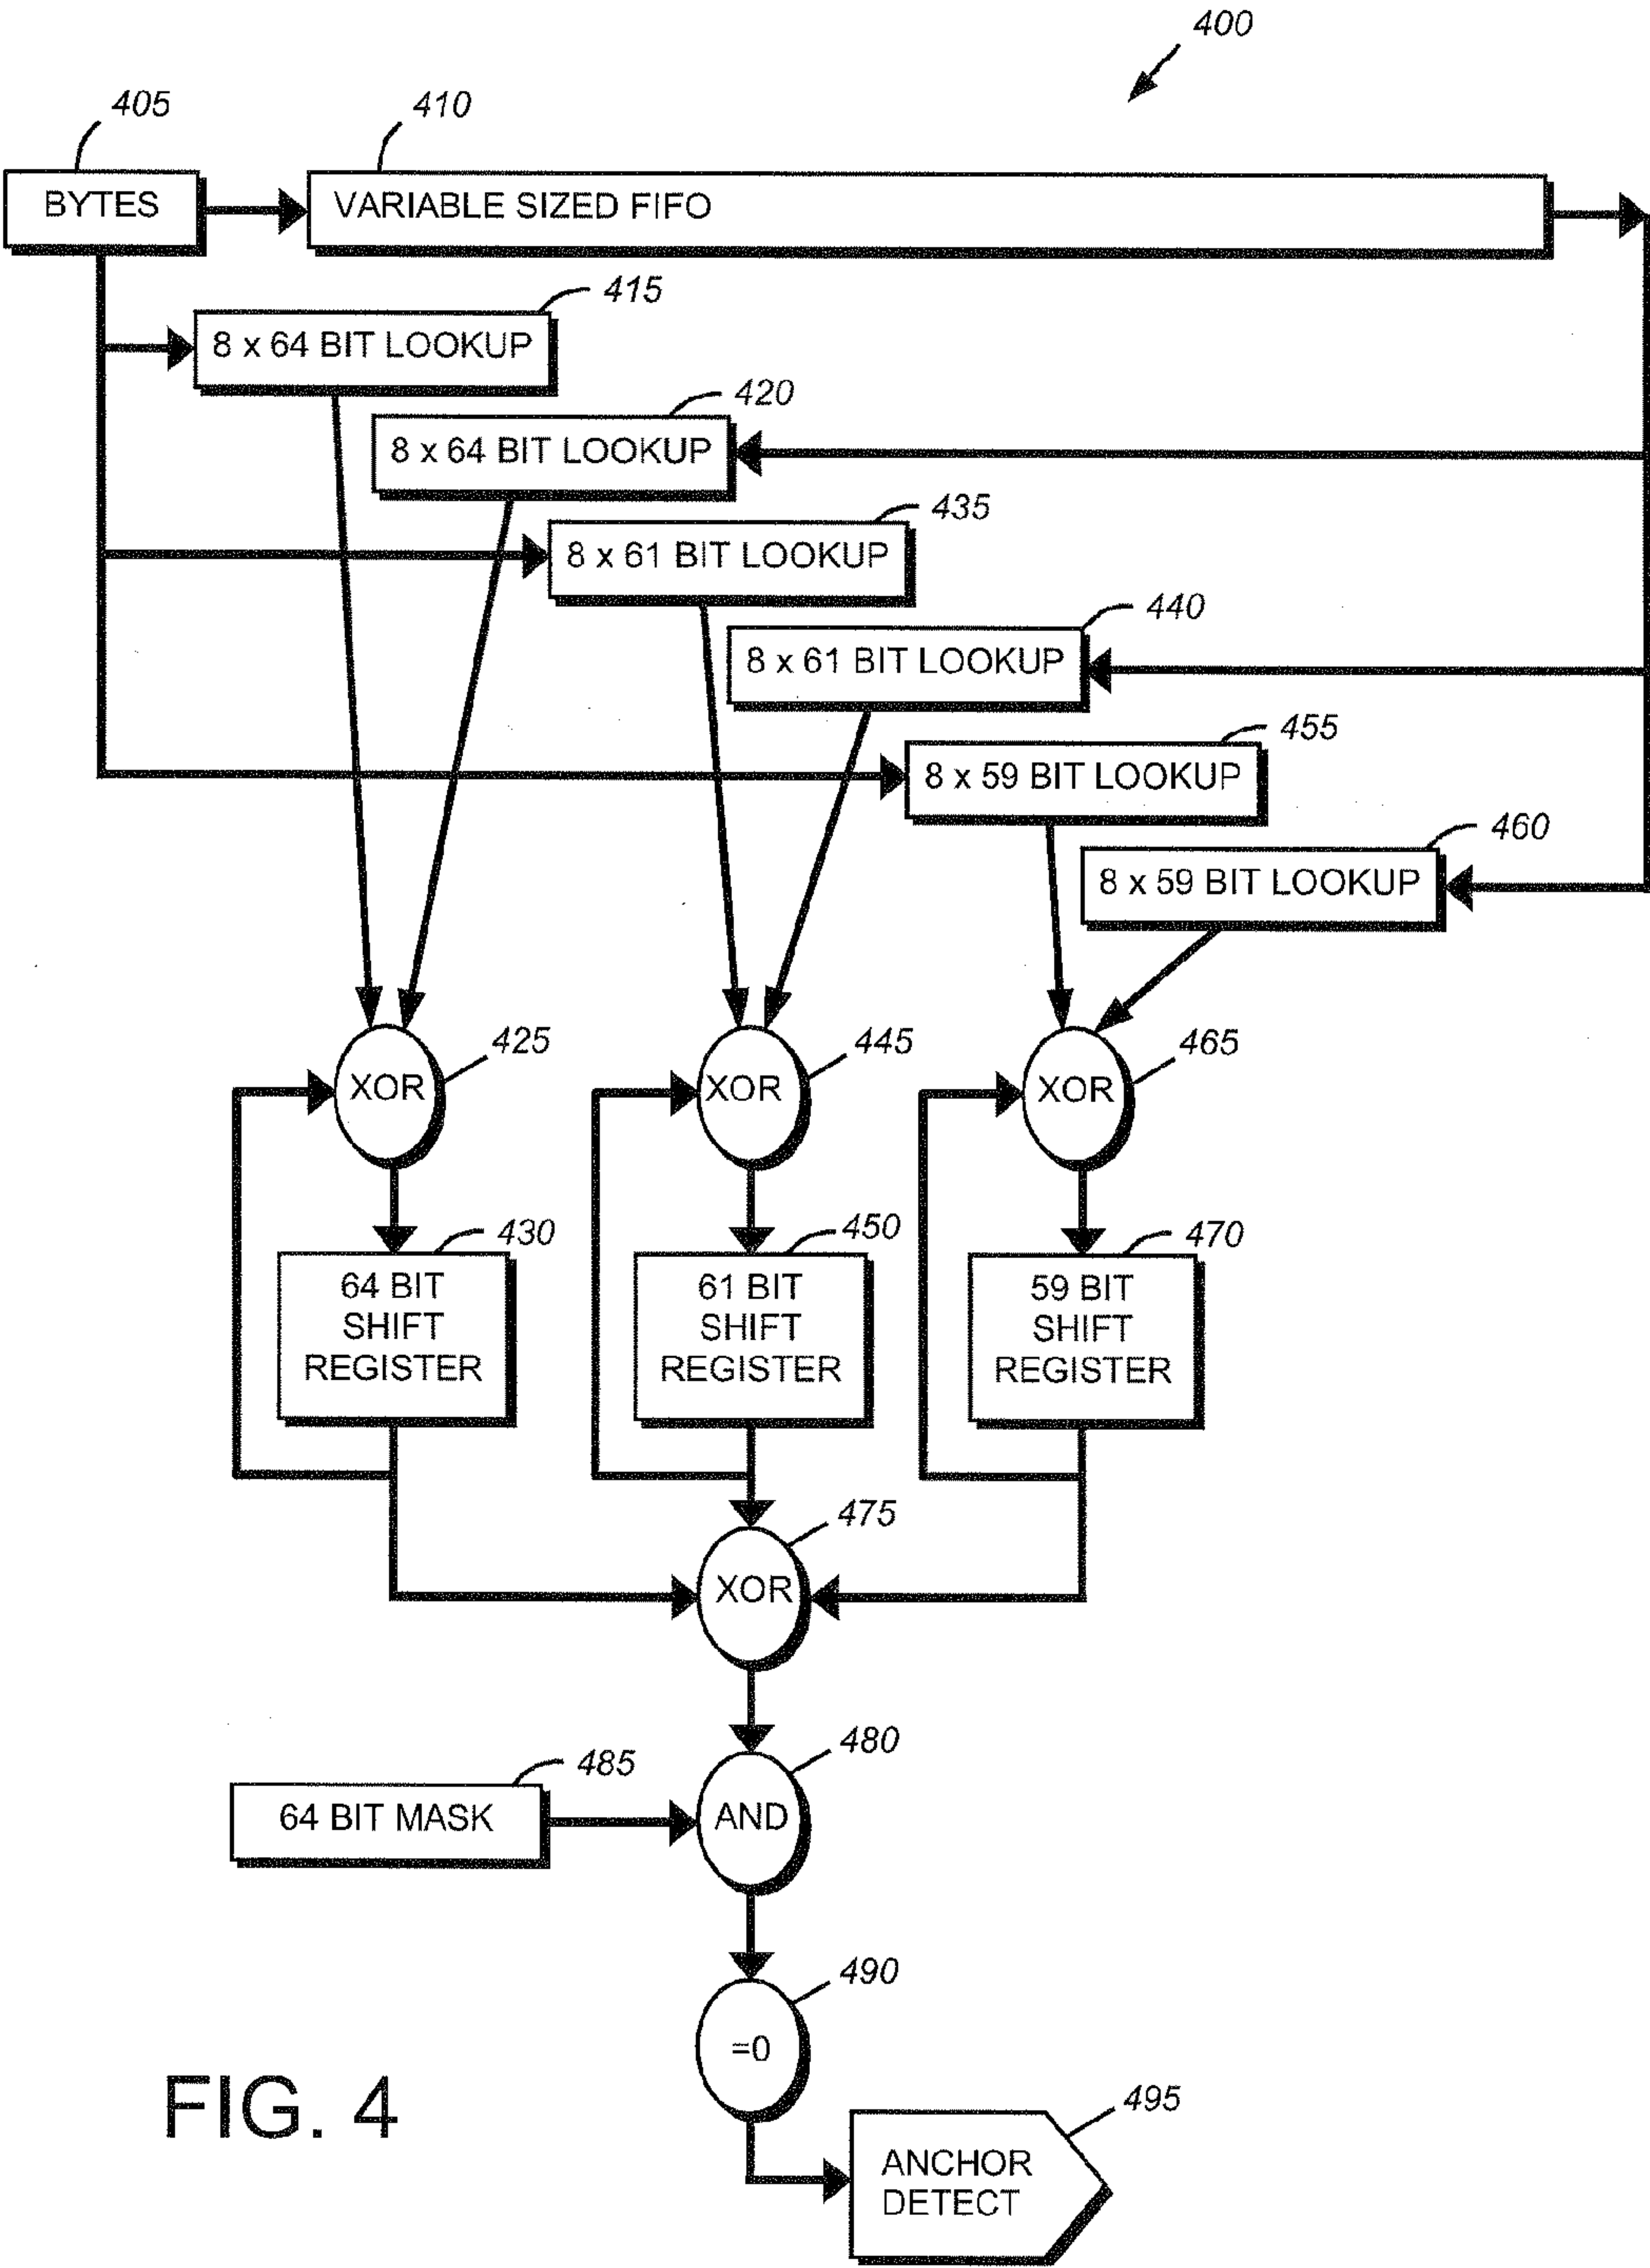 400
405
410
BYTES
VARIABLE SIZED FIFO
415
8 x 64 BIT LOOKUP
420
8 x 64 BIT LOOKUP
435
8 x 61 BIT LOOKUP
440
8 x 61 BIT LOOKUP
455
8 x 59 BIT LOOKUP
460
8 x 59 BIT LOOKUP
425
XOR
445
XOR
465
XOR
430
64 BIT
SHIFT
REGISTER
450
61 BIT
SHIFT
REGISTER
470
59 BIT
SHIFT
REGISTER
475
XOR
480
AND
485
64 BIT MASK
490
=0
495
ANCHOR
DETECT
FIG. 4